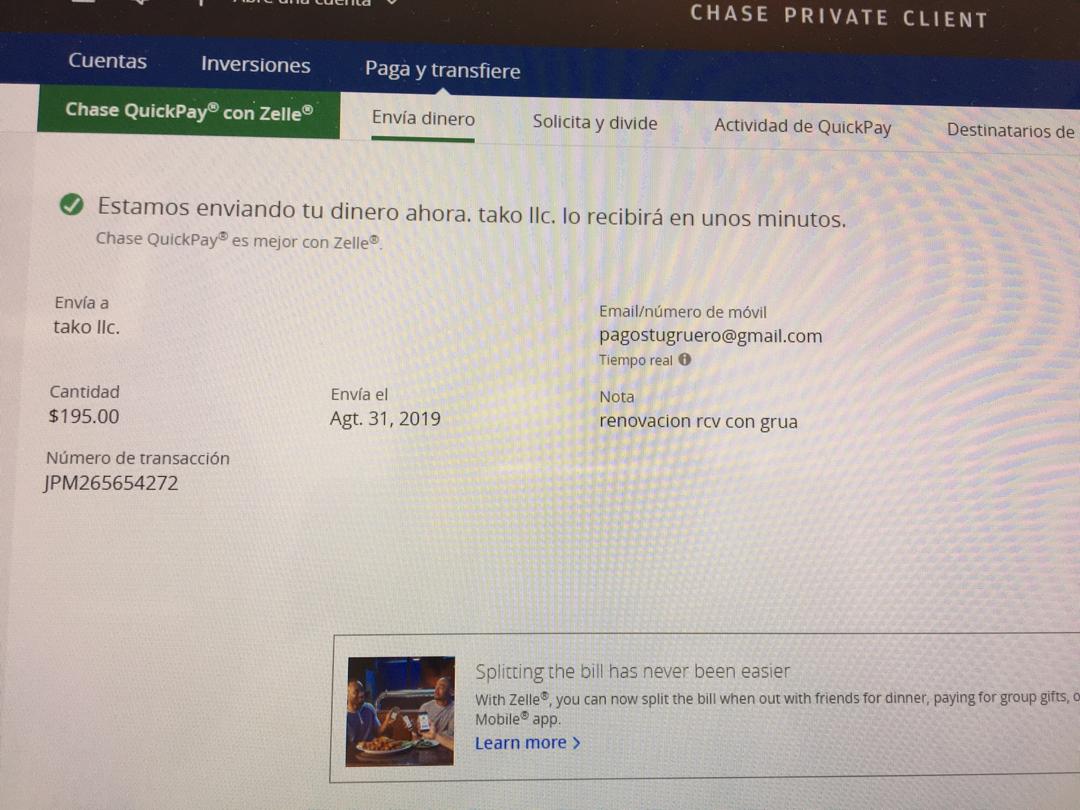 Abre una cuenta
CHASE PRIVATE CLIENT
Cuentas Inversiones Paga y transfiere
Chase QuickPay® con Zelle® Envía dinero Solicita y divide Actividad de QuickPay Destinatarios de
Estamos enviando tu dinero ahora. tako llc. lo recibirá en unos minutos.
Chase QuickPay® es mejor con Zelle®.
Envía a
tako llc.
Email/número de móvil
pagostugruero@gmail.com
Tiempo real
Cantidad
$195.00
Envía el
Agt. 31, 2019
Nota
renovacion rcv con grua
Número de transacción
JPM265654272
Splitting the bill has never been easier
With Zelle®, you can now split the bill when out with friends for dinner, paying for group gifts,
Mobile® app.
Learn more >